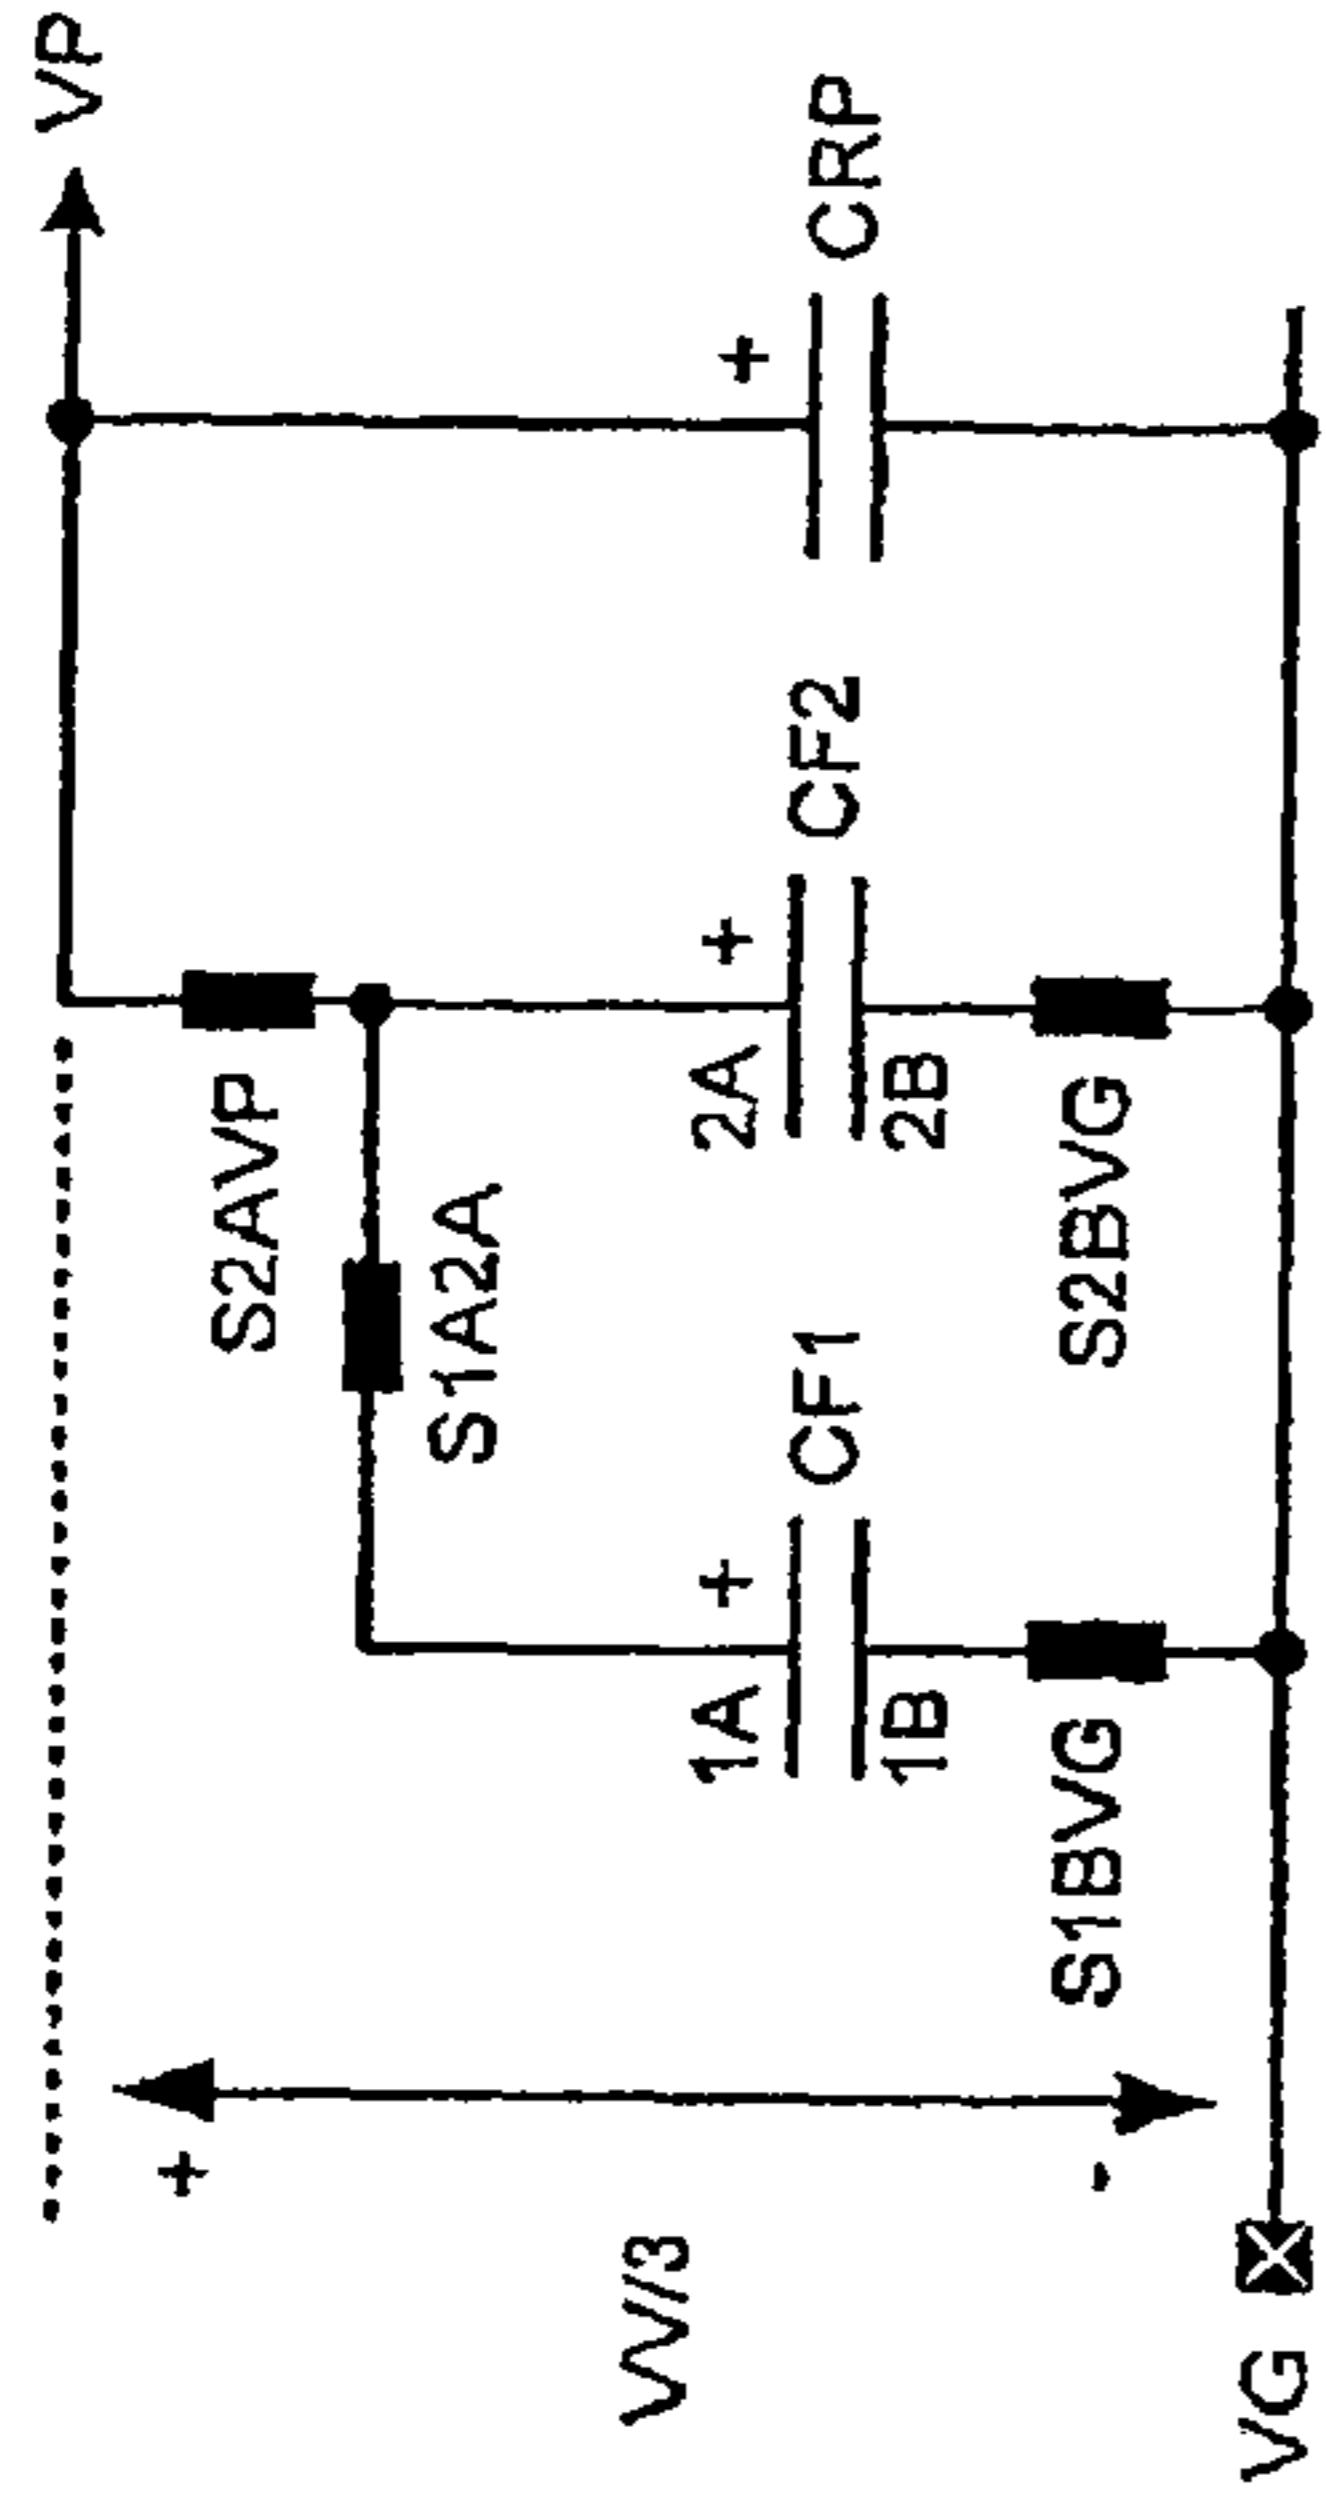 VP
+
S2AVP
S1A2A
VV/3
1A
+
2A
+
+
CF1
CF2
CRP
1B
2B
S1BVG
S2BVG
-
VG